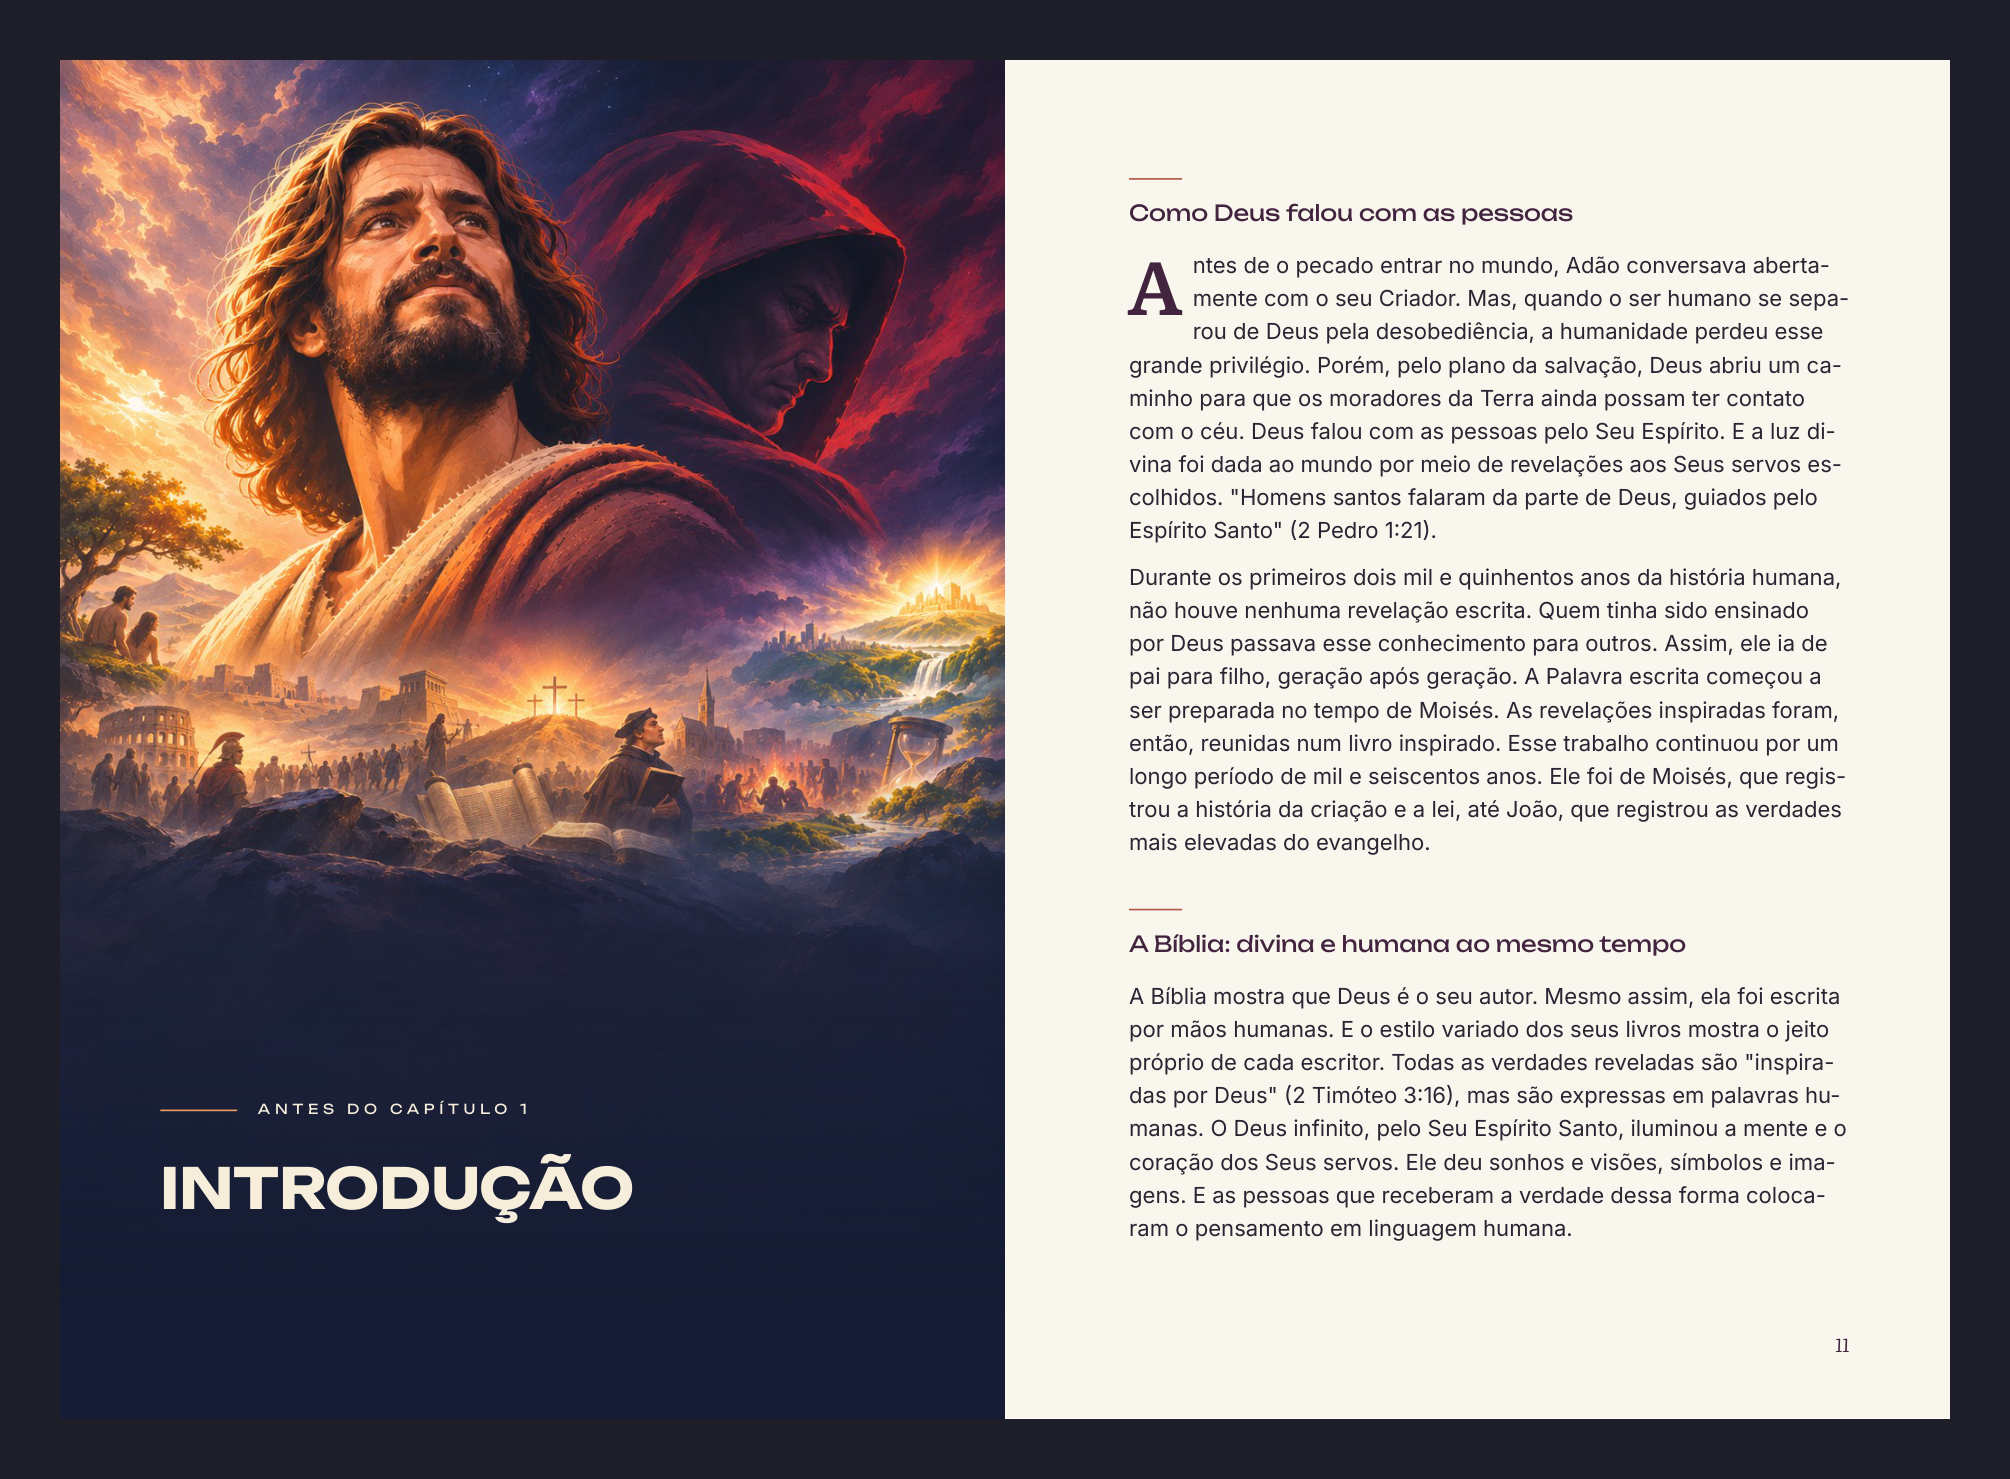 ANTES DO CAPÍTULO 1
INTRODUÇÃO
Como Deus falou com as pessoas
Antes de o pecado entrar no mundo, Adão conversava aberta-
mente com o seu Criador. Mas, quando o ser humano se sepa-
rou de Deus pela desobediência, a humanidade perdeu esse
grande privilégio. Porém, pelo plano da salvação, Deus abriu um ca-
minho para que os moradores da Terra ainda possam ter contato
com o céu. Deus falou com as pessoas pelo Seu Espírito. E a luz di-
vina foi dada ao mundo por meio de revelações aos Seus servos es-
colhidos. "Homens santos falaram da parte de Deus, guiados pelo
Espírito Santo" (2 Pedro 1:21).
Durante os primeiros dois mil e quinhentos anos da história humana,
não houve nenhuma revelação escrita. Quem tinha sido ensinado
por Deus passava esse conhecimento para outros. Assim, ele ia de
pai para filho, geração após geração. A Palavra escrita começou a
ser preparada no tempo de Moisés. As revelações inspiradas foram,
então, reunidas num livro inspirado. Esse trabalho continuou por um
longo período de mil e seiscentos anos. Ele foi de Moisés, que regis-
trou a história da criação e a lei, até João, que registrou as verdades
mais elevadas do evangelho.
A Bíblia: divina e humana ao mesmo tempo
A Bíblia mostra que Deus é o seu autor. Mesmo assim, ela foi escrita
por mãos humanas. E o estilo variado dos seus livros mostra o jeito
próprio de cada escritor. Todas as verdades reveladas são "inspira-
das por Deus" (2 Timóteo 3:16), mas são expressas em palavras hu-
manas. O Deus infinito, pelo Seu Espírito Santo, iluminou a mente e o
coração dos Seus servos. Ele deu sonhos e visões, símbolos e ima-
gens. E as pessoas que receberam a verdade dessa forma coloca-
ram o pensamento em linguagem humana.
11